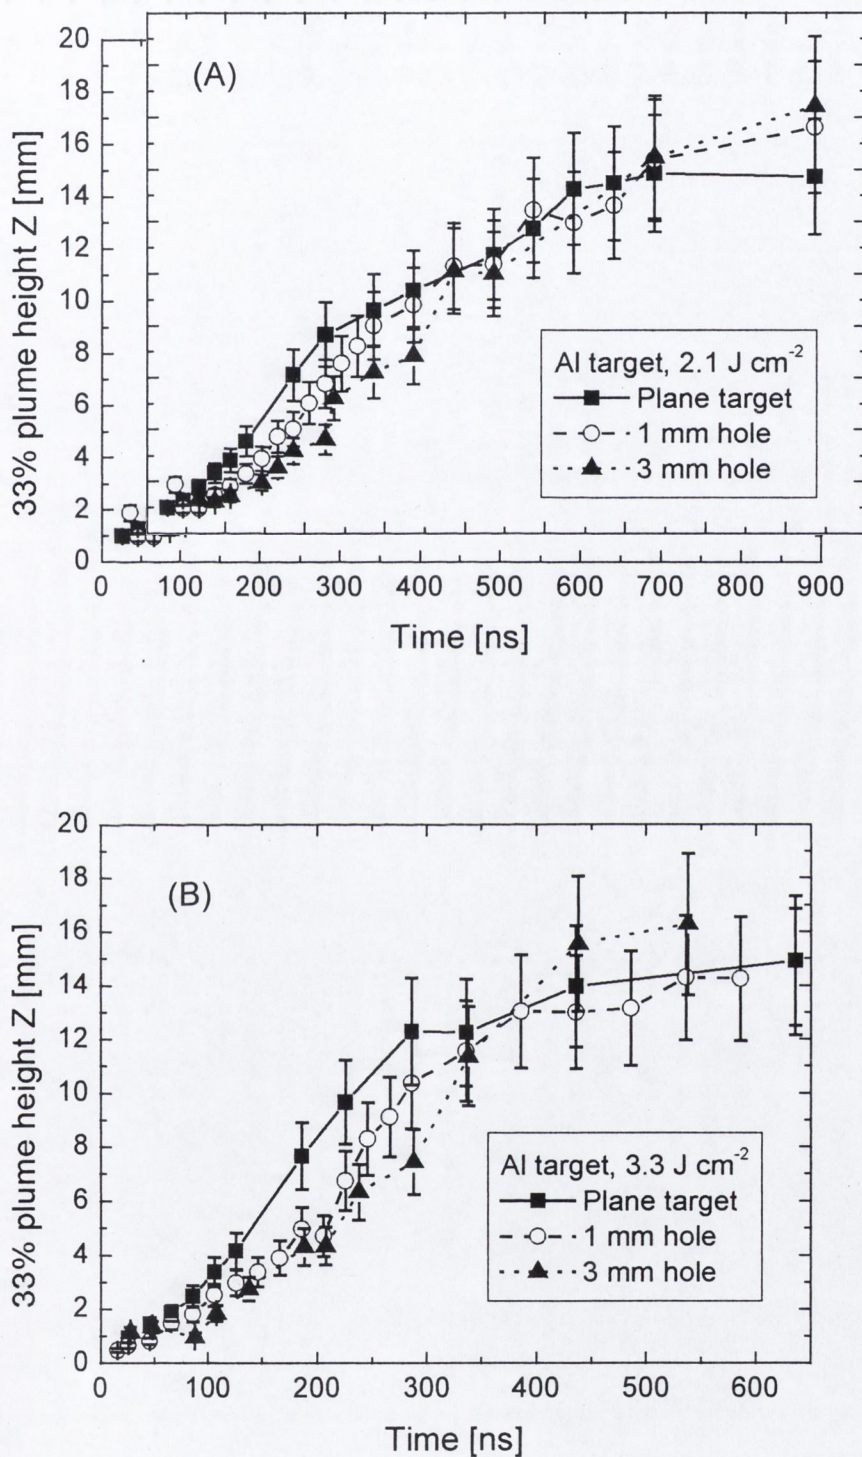 20
18
16
14
12
10
8
6
4
2
0
33% plume height Z [mm]
(A)
Al target, 2.1 J cm⁻²
Plane target
1 mm hole
3 mm hole
0 100 200 300 400 500 600 700 800 900
Time [ns]
20
18
16
14
12
10
8
6
4
2
0
33% plume height Z [mm]
(B)
Al target, 3.3 J cm⁻²
Plane target
1 mm hole
3 mm hole
0 100 200 300 400 500 600
Time [ns]